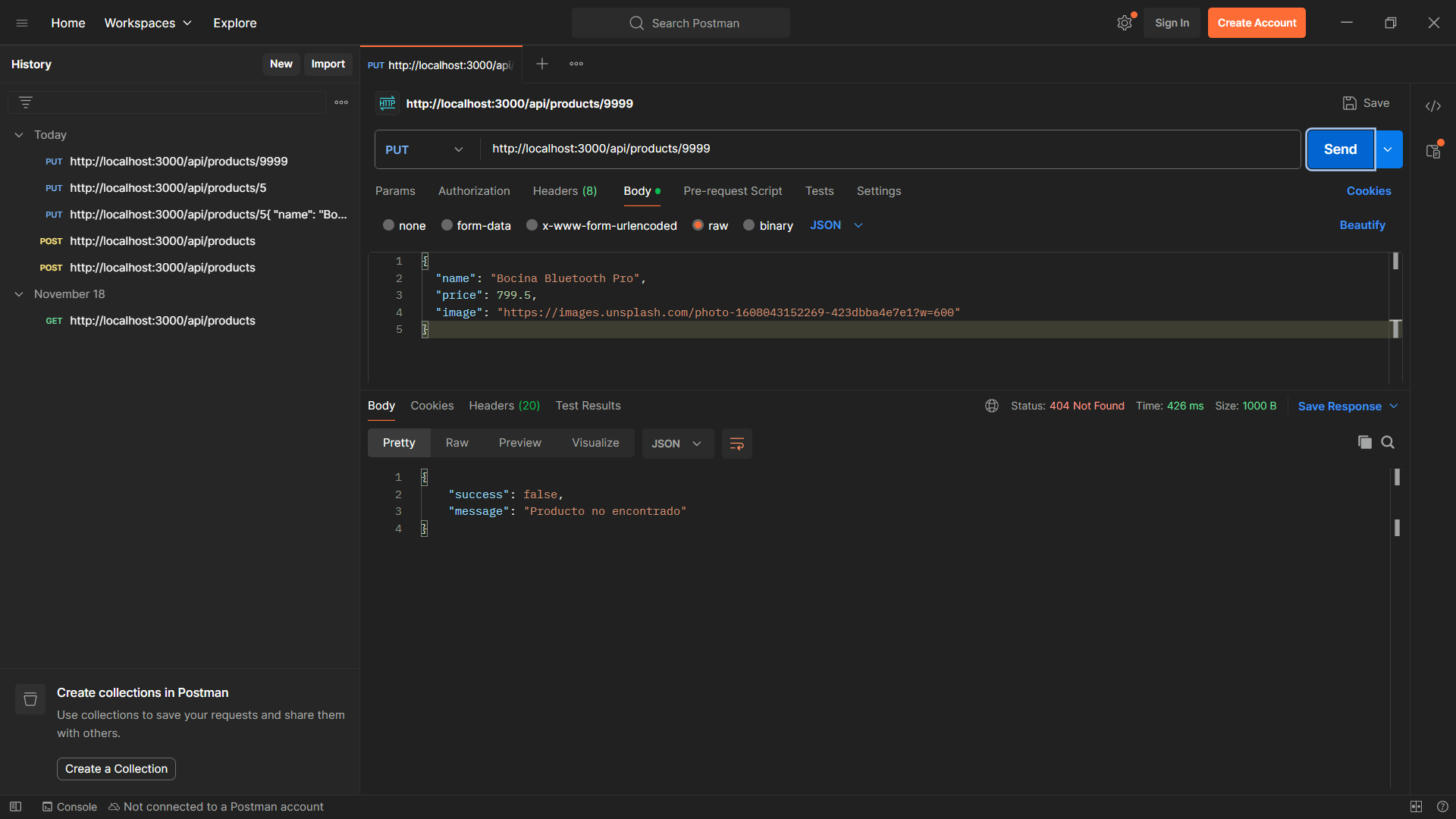 Home Workspaces Explore Search Postman Sign In Create Account
History New Import PUT http://localhost:3000/api/
HTTP http://localhost:3000/api/products/9999 Save
Today
PUT http://localhost:3000/api/products/9999
PUT http://localhost:3000/api/products/5
PUT http://localhost:3000/api/products/5{ "name": "Bo...
POST http://localhost:3000/api/products
POST http://localhost:3000/api/products
November 18
GET http://localhost:3000/api/products
Create collections in Postman
Use collections to save your requests and share them
with others.
Create a Collection
PUT http://localhost:3000/api/products/9999 Send
Params Authorization Headers (8) Body Pre-request Script Tests Settings Cookies
none form-data x-www-form-urlencoded raw binary JSON Beautify
1 {
2 "name": "Bocina Bluetooth Pro",
3 "price": 799.5,
4 "image": "https://images.unsplash.com/photo-1608043152269-423dbba4e7e1?w=600"
5 }
Body Cookies Headers (20) Test Results Status: 404 Not Found Time: 426 ms Size: 1000 B Save Response
Pretty Raw Preview Visualize JSON
1 {
2 "success": false,
3 "message": "Producto no encontrado"
4 }
Console Not connected to a Postman account